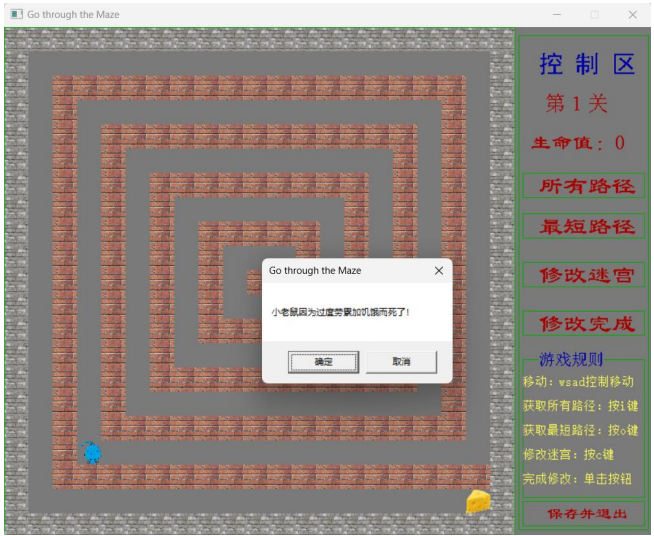 Go through the Maze
控制区
第1关
生命值: 0
所有路径
最短路径
修改迷宫
修改完成
游戏规则
移动: wsad控制移动
获取所有路径: 按i键
获取最短路径: 按o键
修改迷宫: 按c键
完成修改: 单击按钮
保存并退出
Go through the Maze
小老鼠因为过度劳累加饥饿而死了!
确定
取消